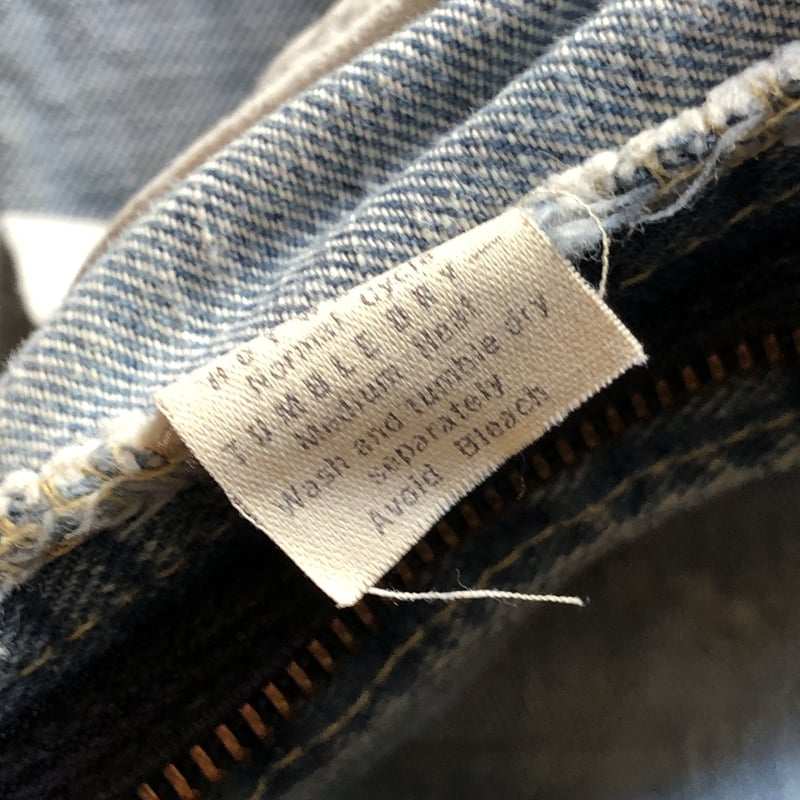 Normal Cycle
TUMBLE DRY
Medium Heat
Wash and tumble dry
separately
Avoid Bleach